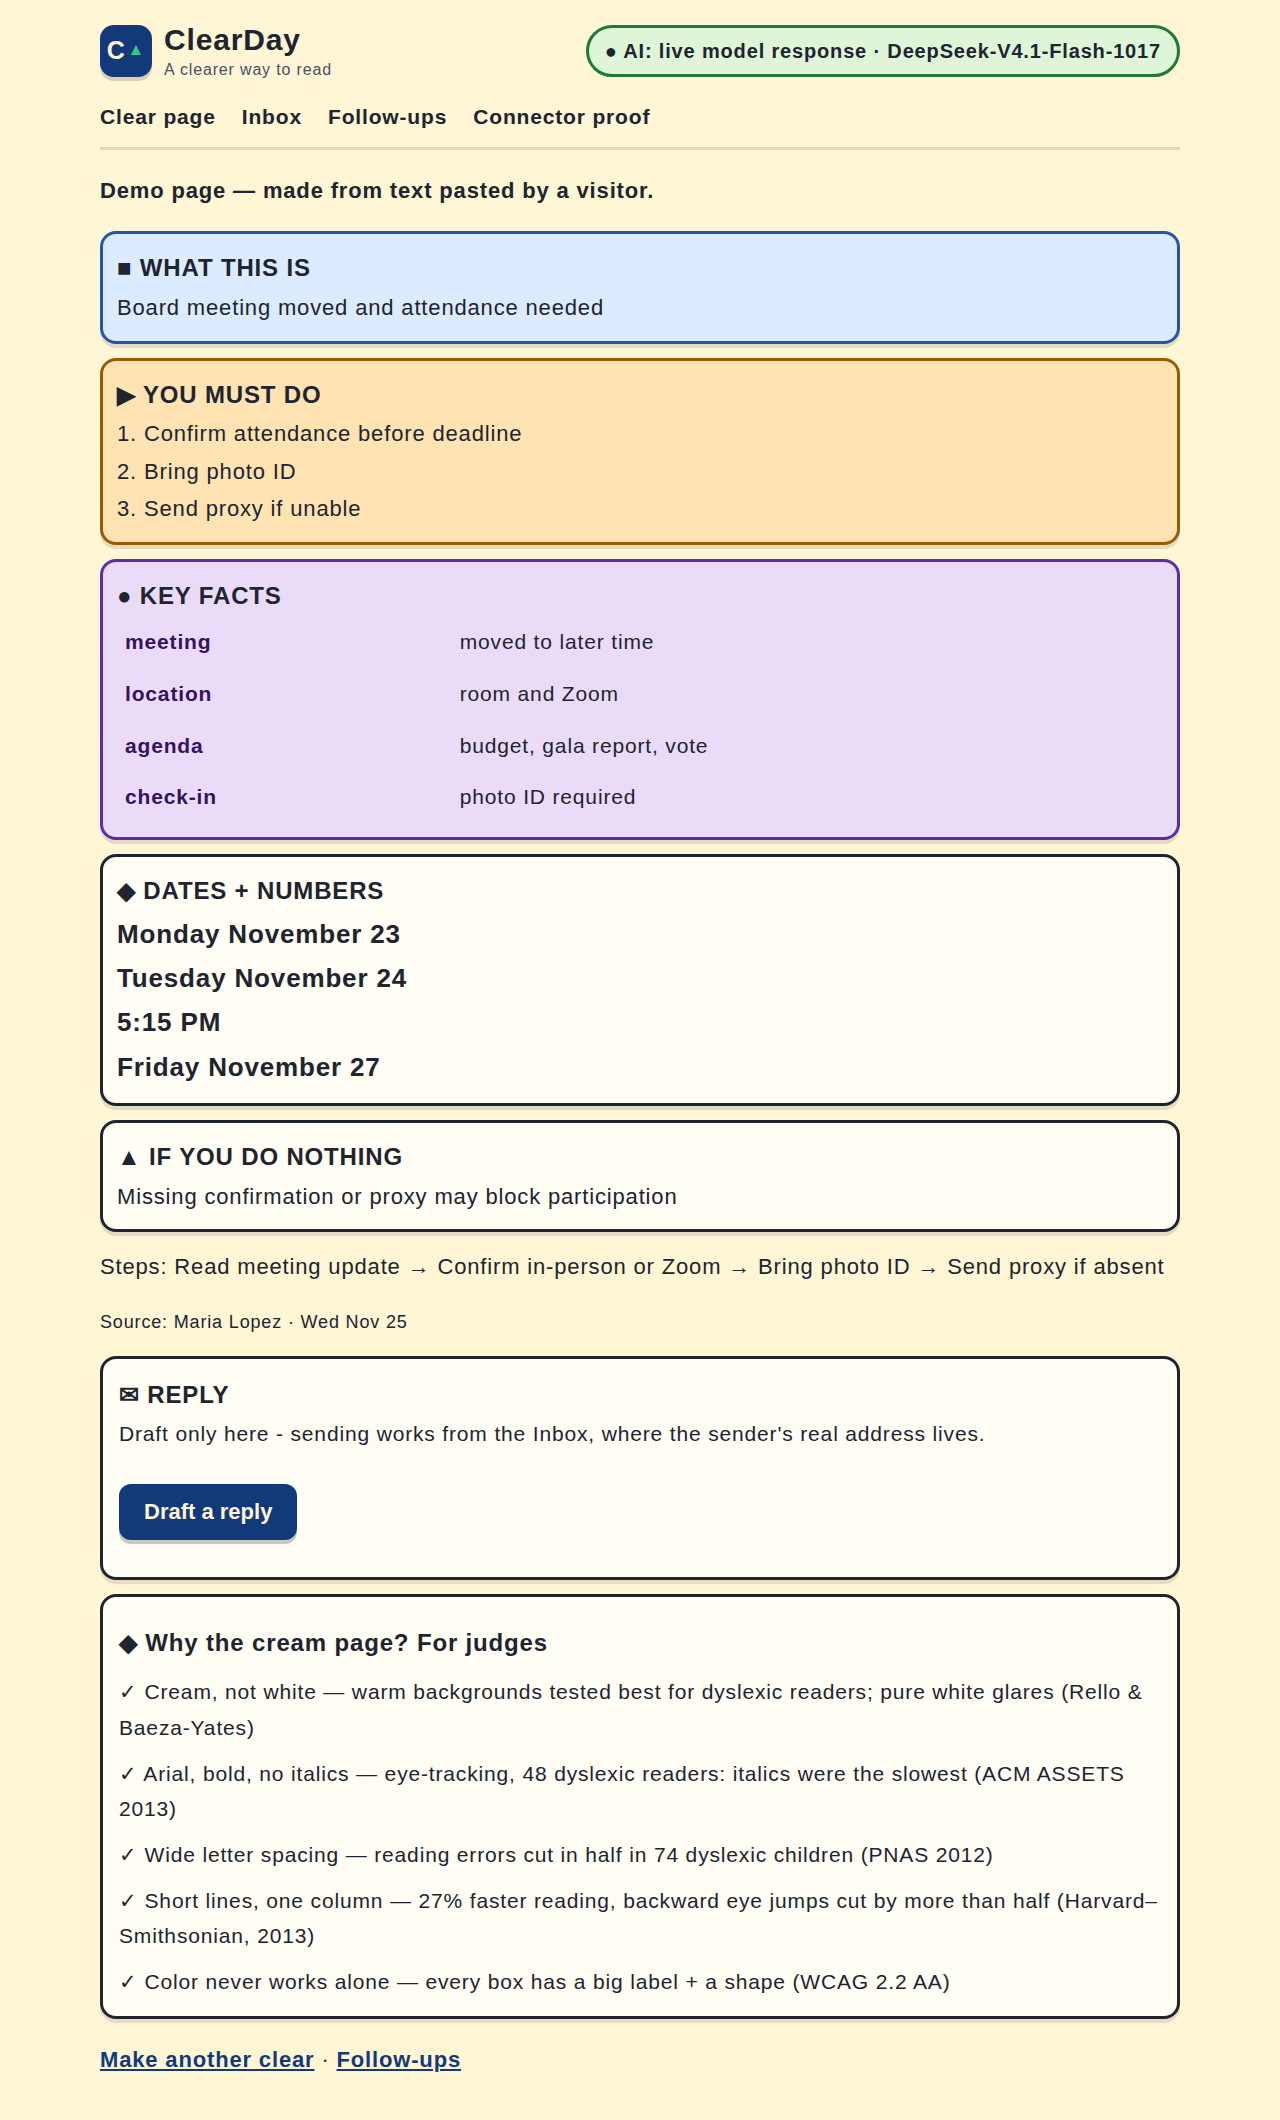 C▲
ClearDay
A clearer way to read
● AI: live model response · DeepSeek-V4.1-Flash-1017
Clear page Inbox Follow-ups Connector proof
Demo page — made from text pasted by a visitor.
■ WHAT THIS IS
Board meeting moved and attendance needed
▶ YOU MUST DO
1. Confirm attendance before deadline
2. Bring photo ID
3. Send proxy if unable
● KEY FACTS
meeting moved to later time
location room and Zoom
agenda budget, gala report, vote
check-in photo ID required
◆ DATES + NUMBERS
Monday November 23
Tuesday November 24
5:15 PM
Friday November 27
▲ IF YOU DO NOTHING
Missing confirmation or proxy may block participation
Steps: Read meeting update → Confirm in-person or Zoom → Bring photo ID → Send proxy if absent
Source: Maria Lopez · Wed Nov 25
✉ REPLY
Draft only here - sending works from the Inbox, where the sender's real address lives.
Draft a reply
◆ Why the cream page? For judges
✓ Cream, not white — warm backgrounds tested best for dyslexic readers; pure white glares (Rello &
Baeza-Yates)
✓ Arial, bold, no italics — eye-tracking, 48 dyslexic readers: italics were the slowest (ACM ASSETS
2013)
✓ Wide letter spacing — reading errors cut in half in 74 dyslexic children (PNAS 2012)
✓ Short lines, one column — 27% faster reading, backward eye jumps cut by more than half (Harvard–
Smithsonian, 2013)
✓ Color never works alone — every box has a big label + a shape (WCAG 2.2 AA)
Make another clear · Follow-ups